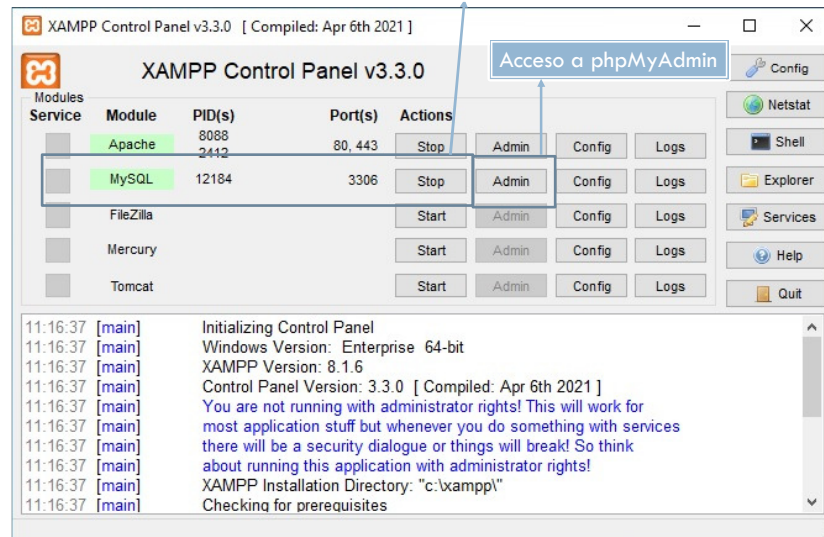 XAMPP Control Panel v3.3.0 [ Compiled: Apr 6th 2021 ]
XAMPP Control Panel v3.3.0
Acceso a phpMyAdmin
Config
Modules
Service Module PID(s) Port(s) Actions
Netstat
Apache 8088 2412 80, 443 Stop Admin Config Logs
Shell
MySQL 12184 3306 Stop Admin Config Logs
Explorer
FileZilla Start Admin Config Logs
Services
Mercury Start Admin Config Logs
Help
Tomcat Start Admin Config Logs
Quit
11:16:37 [main] Initializing Control Panel
11:16:37 [main] Windows Version: Enterprise 64-bit
11:16:37 [main] XAMPP Version: 8.1.6
11:16:37 [main] Control Panel Version: 3.3.0 [ Compiled: Apr 6th 2021 ]
11:16:37 [main] You are not running with administrator rights! This will work for
11:16:37 [main] most application stuff but whenever you do something with services
11:16:37 [main] there will be a security dialogue or things will break! So think
11:16:37 [main] about running this application with administrator rights!
11:16:37 [main] XAMPP Installation Directory: "c:\xampp\"
11:16:37 [main] Checking for prerequisites